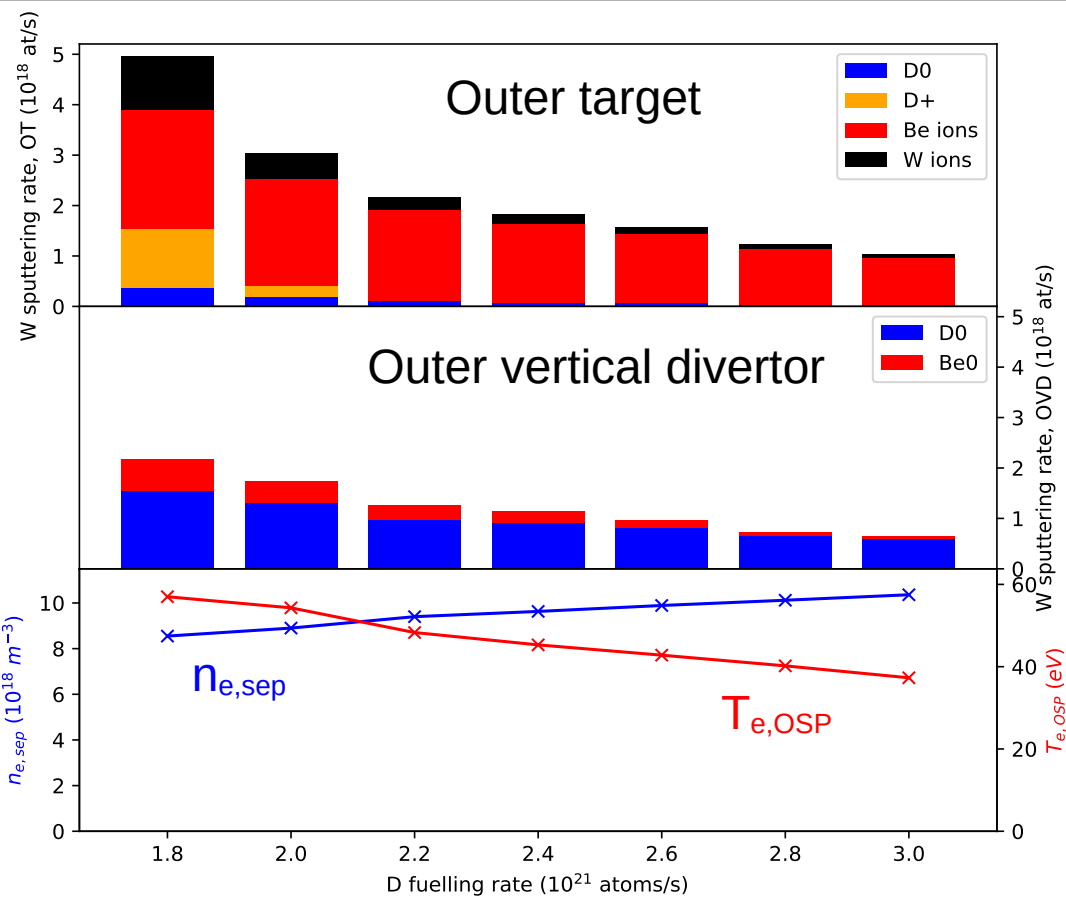 W sputtering rate, OT (10^18 at/s)
5
4
3
2
1
0
Outer target
D0
D+
Be ions
W ions
Outer vertical divertor
D0
Be0
5
4
3
2
1
0
W sputtering rate, OVD (10^18 at/s)
n_e,sep (10^18 m^−3)
10
8
6
4
2
0
n_e,sep
T_e,OSP
60
40
20
0
T_e,OSP (eV)
1.8 2.0 2.2 2.4 2.6 2.8 3.0
D fuelling rate (10^21 atoms/s)